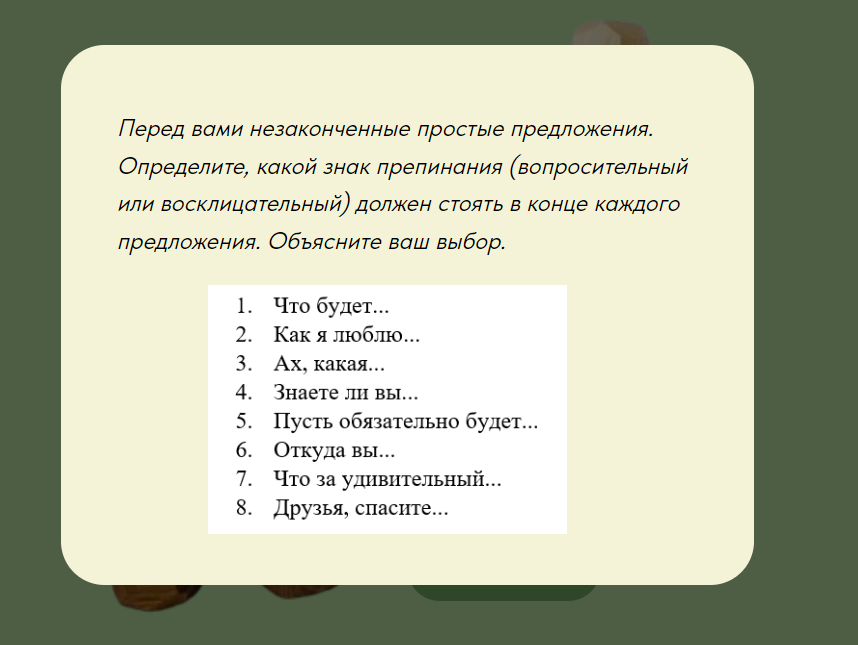 Перед вами незаконченные простые предложения.
Определите, какой знак препинания (вопросительный
или восклицательный) должен стоять в конце каждого
предложения. Объясните ваш выбор.
1. Что будет...
2. Как я люблю...
3. Ах, какая...
4. Знаете ли вы...
5. Пусть обязательно будет...
6. Откуда вы...
7. Что за удивительный...
8. Друзья, спасите...